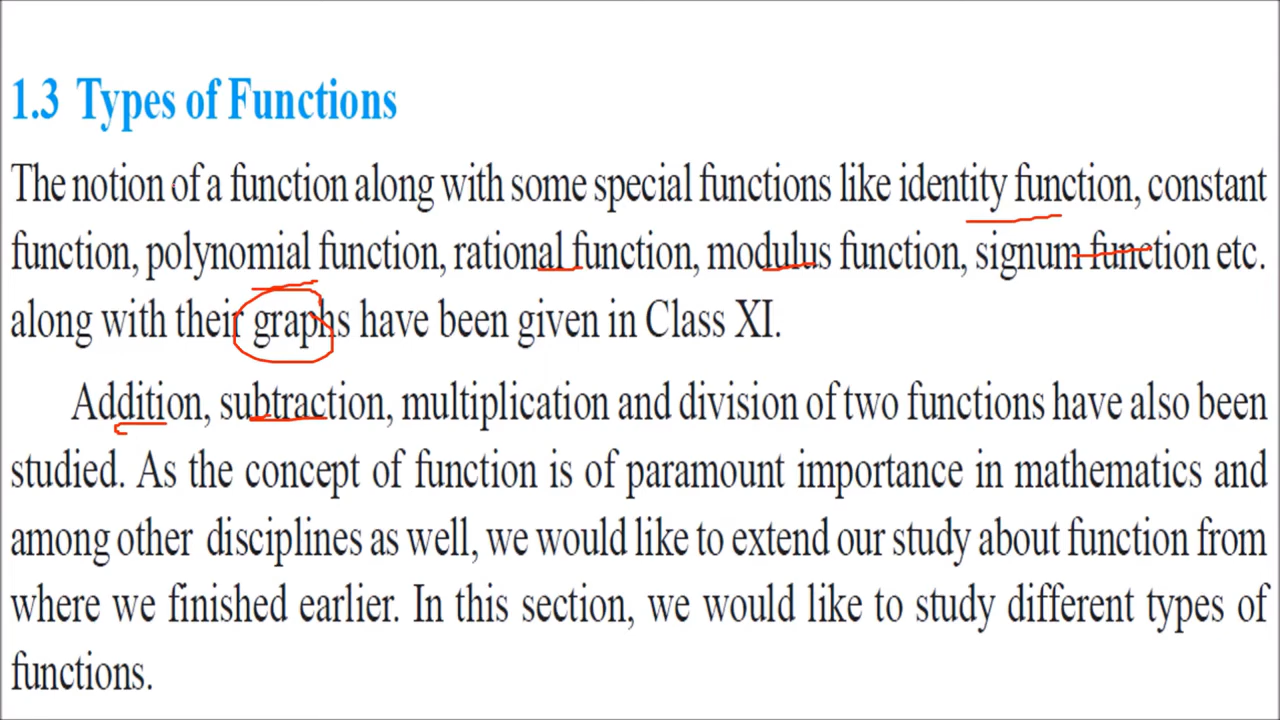 1.3 Types of Functions
The notion of a function along with some special functions like identity function, constant
function, polynomial function, rational function, modulus function, signum function etc.
along with their graphs have been given in Class XI.
Addition, subtraction, multiplication and division of two functions have also been
studied. As the concept of function is of paramount importance in mathematics and
among other disciplines as well, we would like to extend our study about function from
where we finished earlier. In this section, we would like to study different types of
functions.